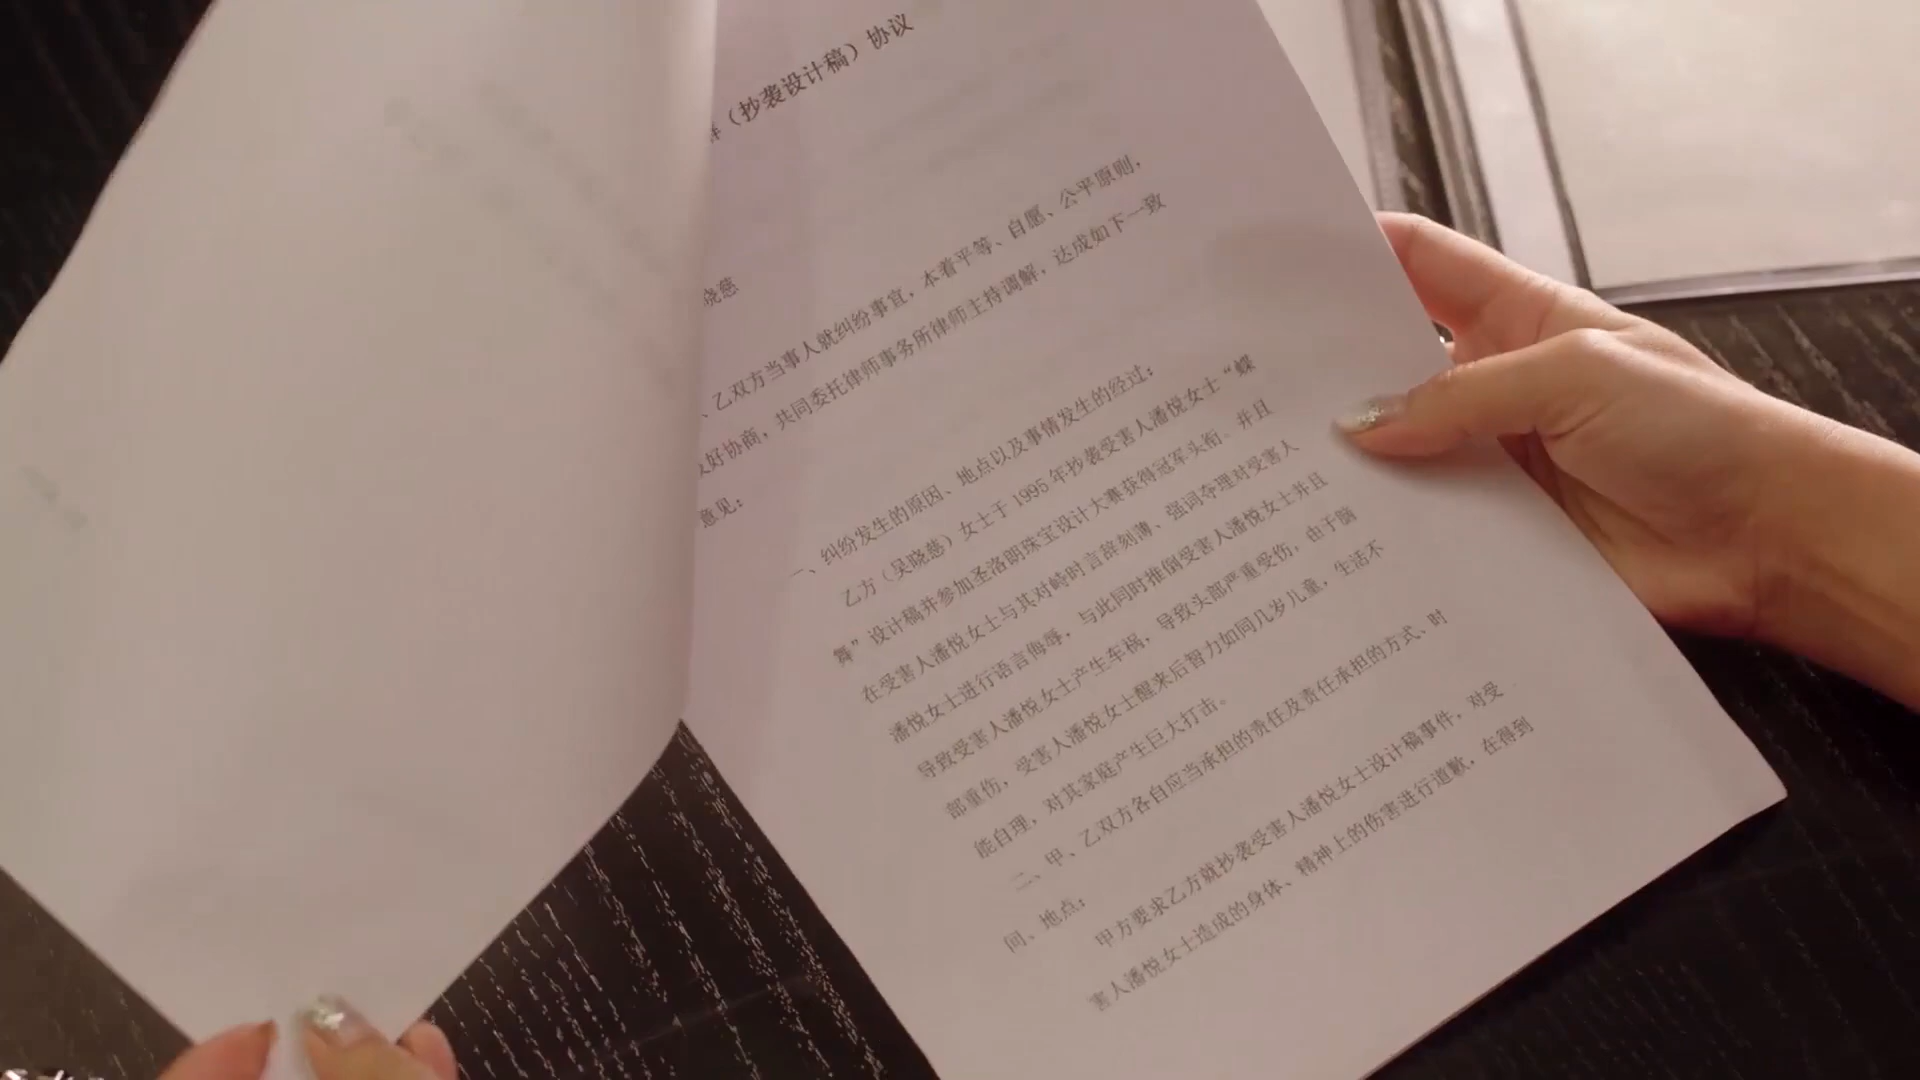 （抄袭设计稿）协议
晓慈
、乙双方当事人就纠纷事宜，本着平等、自愿、公平原则，
友好协商，共同委托律师事务所律师主持调解，达成如下一致
意见：
一、纠纷发生的原因、地点以及事情发生的经过：
乙方（吴晓慈）女士于1995年抄袭受害人潘悦女士“蝶
舞”设计稿并参加圣洛朗珠宝设计大赛获得冠军头衔。并且
在受害人潘悦女士与其对峙时言辞刻薄、强词夺理对受害人
潘悦女士进行语言侮辱，与此同时推倒受害人潘悦女士并且
导致受害人潘悦女士产生车祸，导致头部严重受伤，由于脑
部重伤，受害人潘悦女士醒来后智力如同几岁儿童，生活不
能自理，对其家庭产生巨大打击。
二、甲、乙双方各自应当承担的责任及责任承担的方式、时
间、地点：
甲方要求乙方就抄袭受害人潘悦女士设计稿事件，对受
害人潘悦女士造成的身体、精神上的伤害进行道歉，在得到